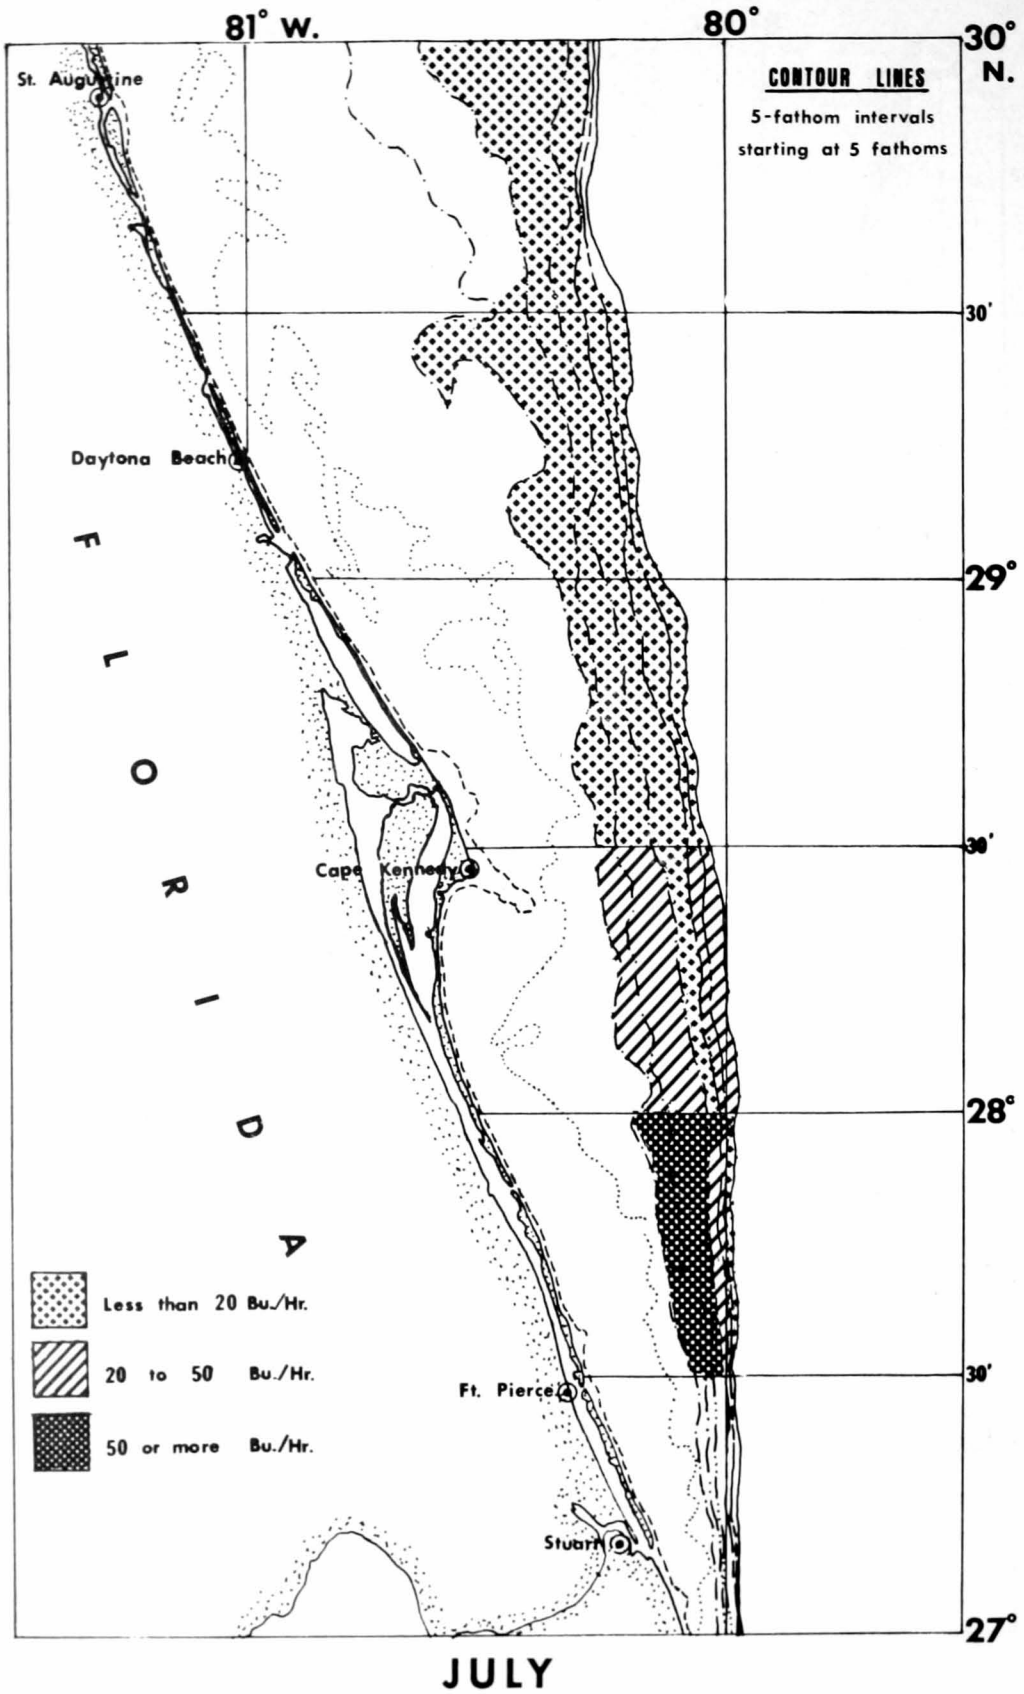 81° W.
80°
30°
N.
St. Augustine
CONTOUR LINES
5-fathom intervals
starting at 5 fathoms
30'
Daytona Beach
29°
30'
Cape Kennedy
28°
FLORIDA
Less than 20 Bu./Hr.
20 to 50 Bu./Hr.
50 or more Bu./Hr.
30'
Ft. Pierce
Stuart
27°
JULY